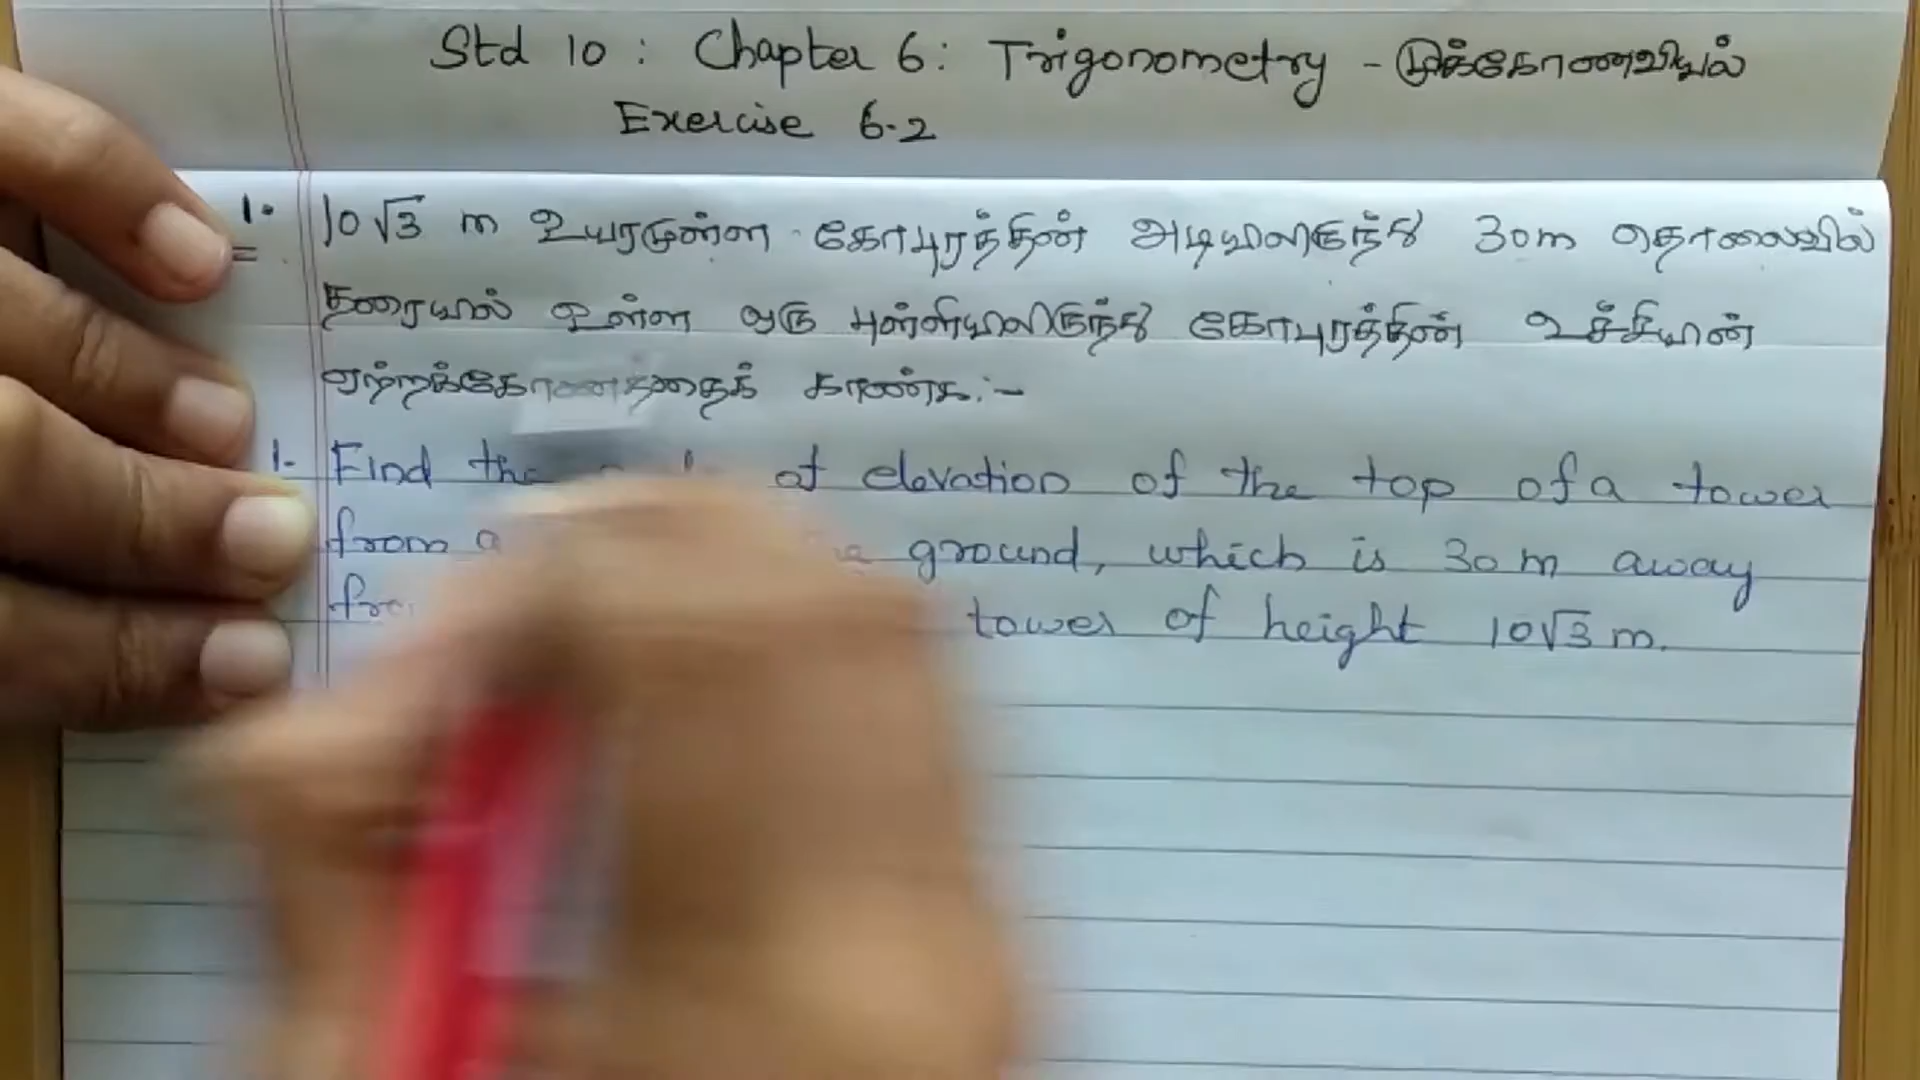 Std 10 : Chapter 6 : Trigonometry - முக்கோணவியல்
Exercise 6.2
1. 10√3 m உயரமுள்ள கோபுரத்தின் அடியிலிருந்து 30m தொலைவில்
தரையில் உள்ள ஒரு புள்ளியிலிருந்து கோபுரத்தின் உச்சியின்
ஏற்றக்கோணத்தைக் காண்க:-
1. Find the of elevation of the top of a tower
from a ground, which is 30 m away
tower of height 10√3 m.